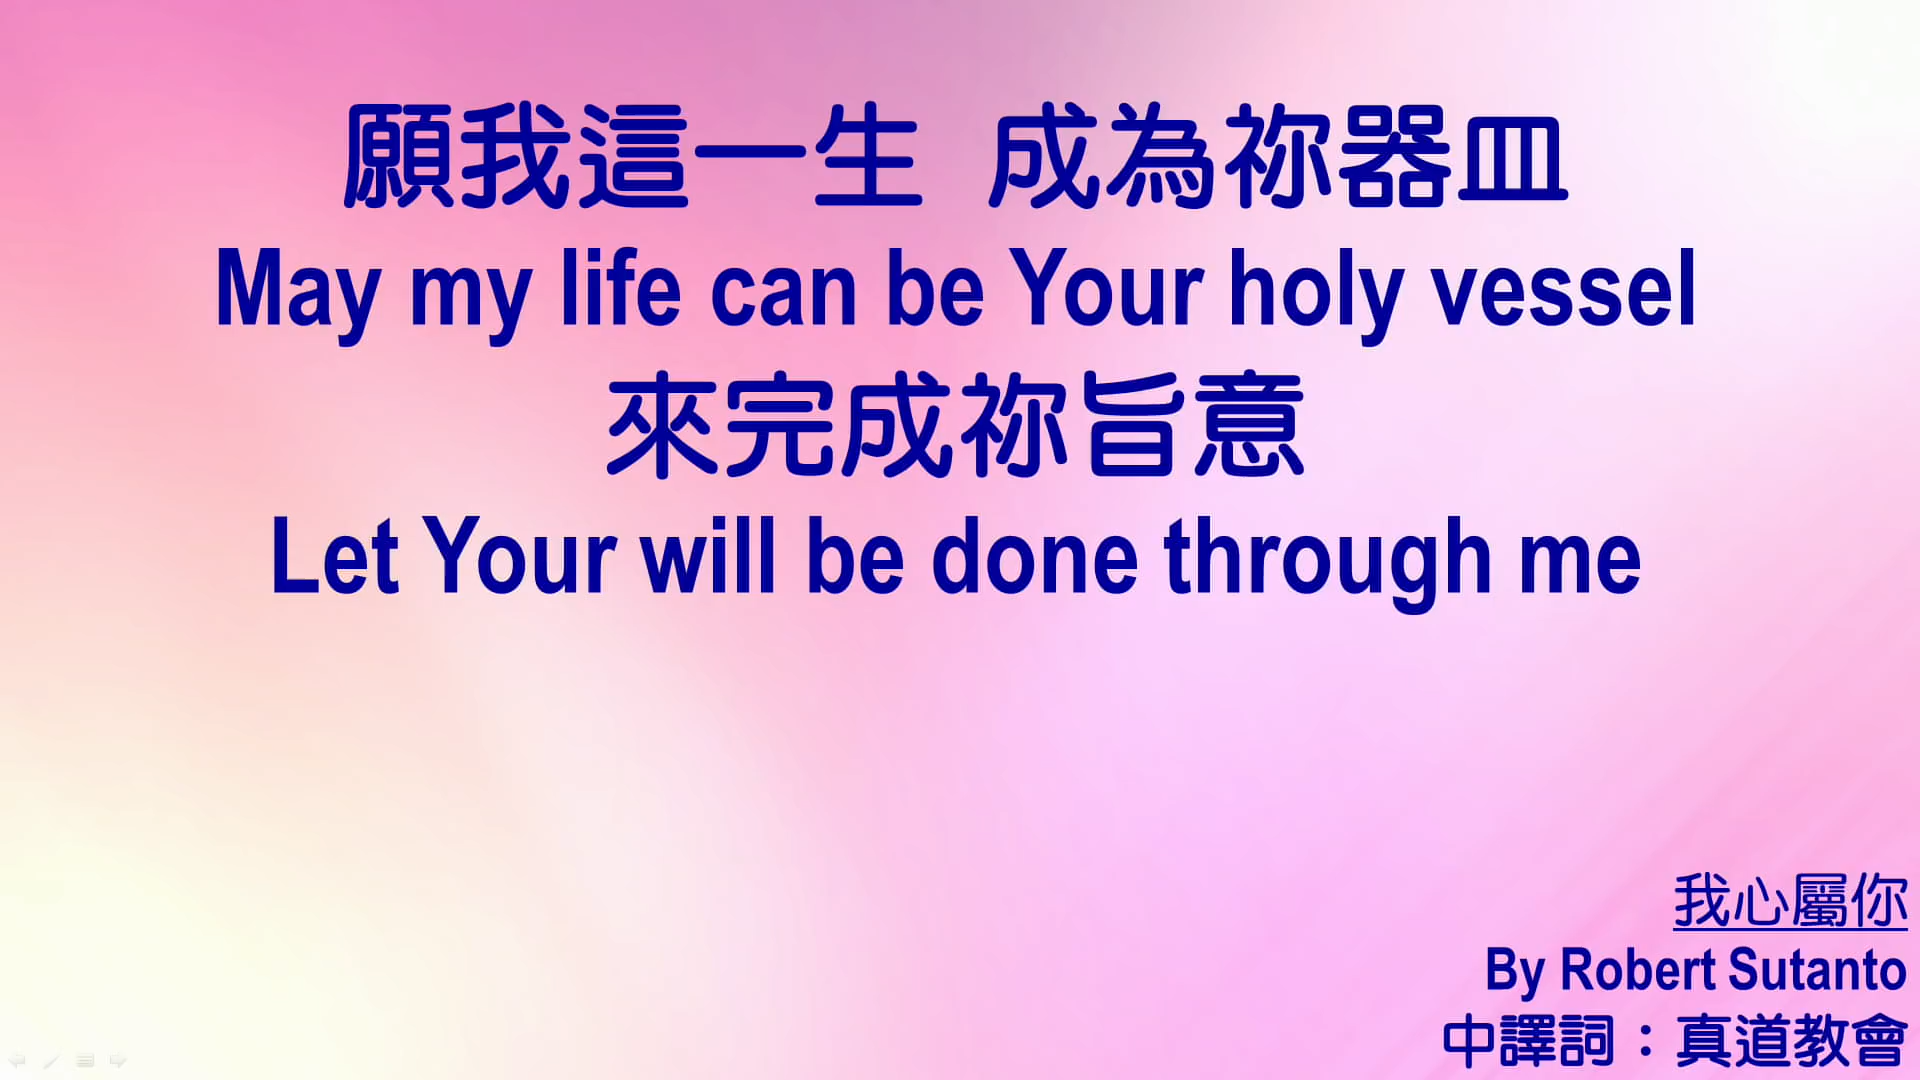 願我這一生 成為祢器皿
May my life can be Your holy vessel
來完成祢旨意
Let Your will be done through me
我心屬你
By Robert Sutanto
中譯詞：真道教會